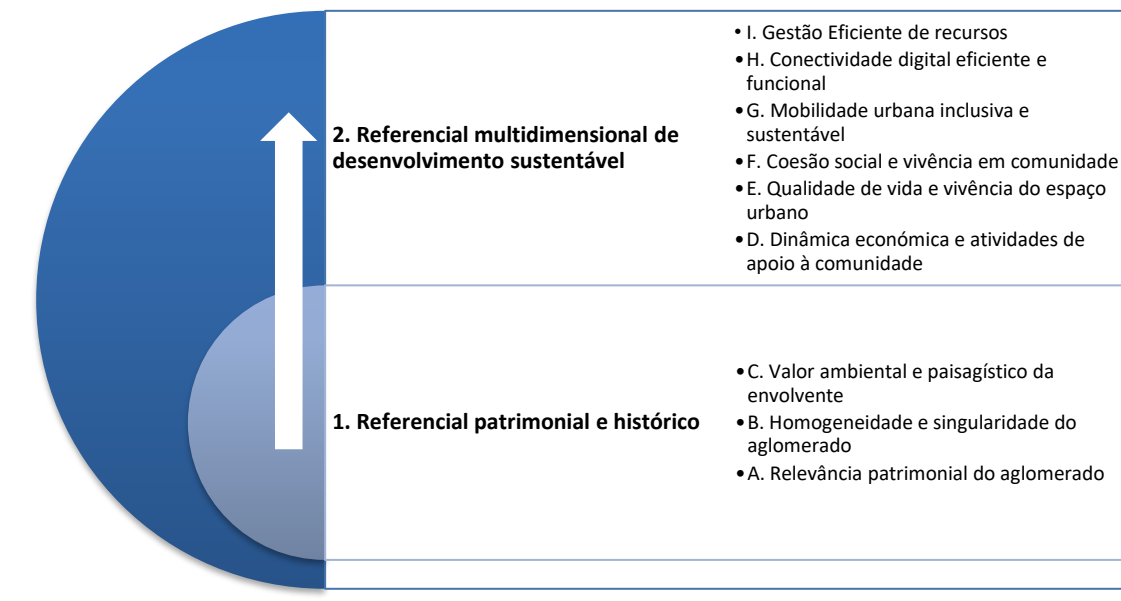 2. Referencial multidimensional de
desenvolvimento sustentável
• I. Gestão Eficiente de recursos
•H. Conectividade digital eficiente e
funcional
•G. Mobilidade urbana inclusiva e
sustentável
•F. Coesão social e vivência em comunidade
•E. Qualidade de vida e vivência do espaço
urbano
•D. Dinâmica económica e atividades de
apoio à comunidade
1. Referencial patrimonial e histórico
•C. Valor ambiental e paisagístico da
envolvente
•B. Homogeneidade e singularidade do
aglomerado
•A. Relevância patrimonial do aglomerado